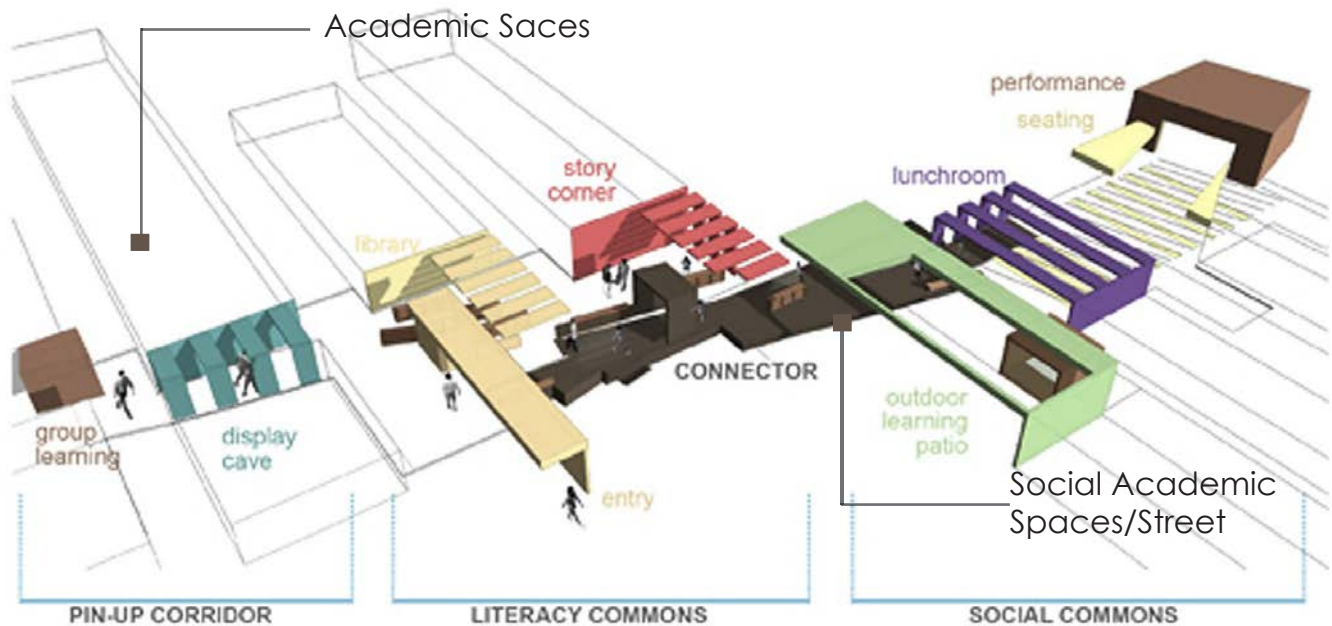 Academic Saces
performance
seating
story
corner
lunchroom
library
CONNECTOR
group
learning
display
cave
outdoor
learning
patio
entry
Social Academic
Spaces/Street
PIN-UP CORRIDOR
LITERACY COMMONS
SOCIAL COMMONS